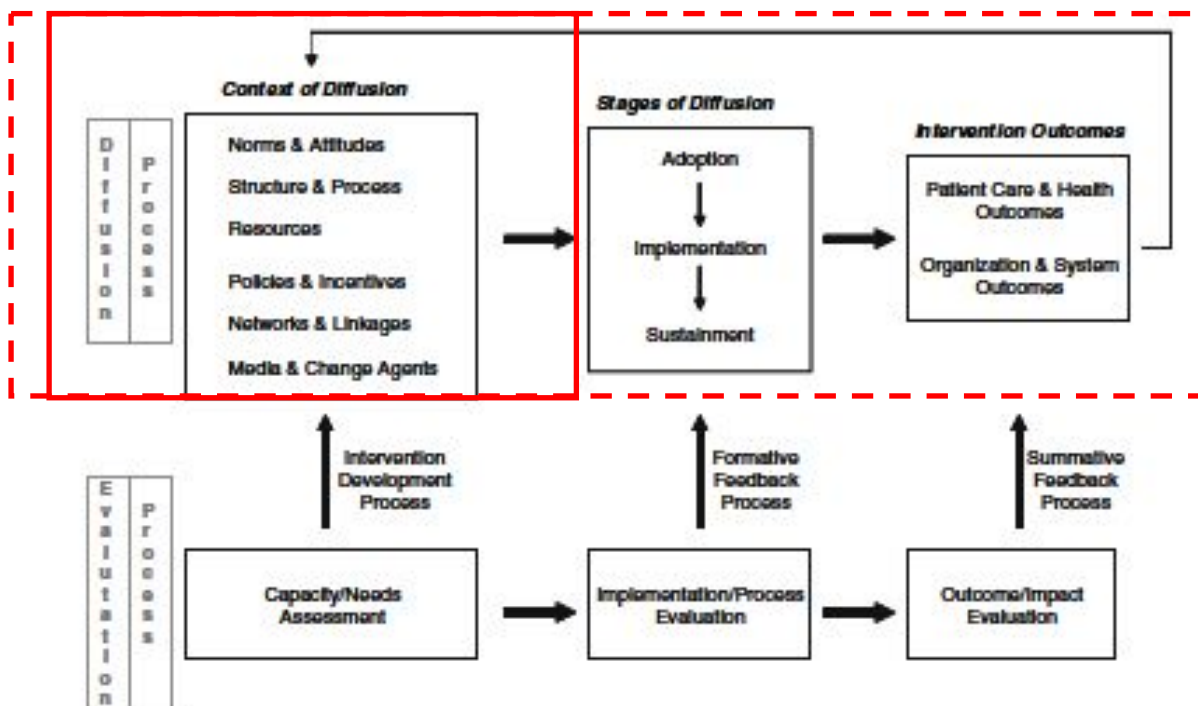 Context of Diffusion
Diffusion
Process
Norms & Attitudes
Structure & Process
Resources
Policies & Incentives
Networks & Linkages
Media & Change Agents
Stages of Diffusion
Adoption
Implementation
Sustainment
Intervention Outcomes
Patient Care & Health
Outcomes
Organization & System
Outcomes
Intervention
Development
Process
Formative
Feedback
Process
Summative
Feedback
Process
Evalutation
Process
Capacity/Needs
Assessment
Implementation/Process
Evaluation
Outcome/Impact
Evaluation